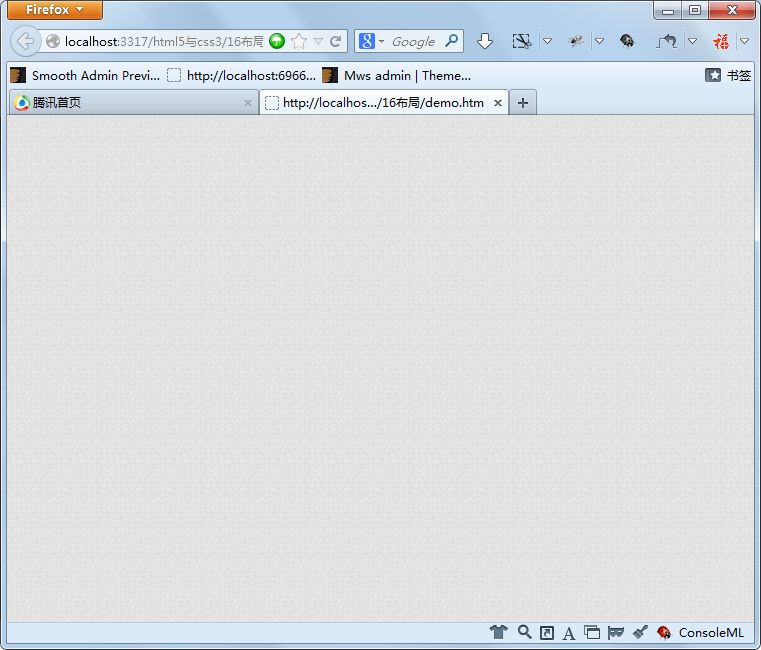 Firefox
localhost:3317/html5与css3/16布局 Google 福
Smooth Admin Previ... http://localhost:6966... Mws admin | Theme... 书签
腾讯首页 http://localhos.../16布局/demo.htm
A ConsoleML